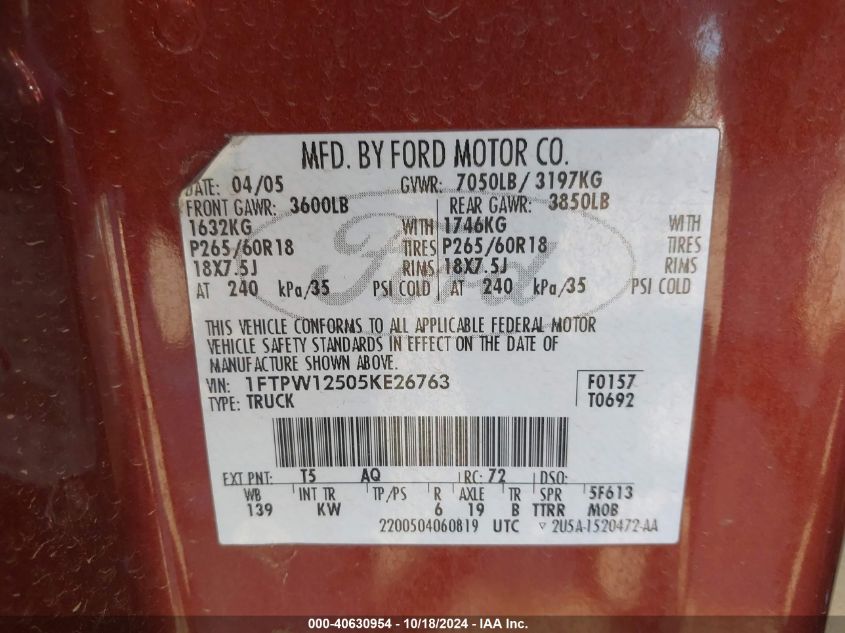 MFD. BY FORD MOTOR CO.
DATE: 04/05 GVWR: 7050LB/ 3197KG
FRONT GAWR: 3600LB REAR GAWR: 3850LB
1632KG WITH 1746KG WITH
P265/60R18 TIRES P265/60R18 TIRES
18X7.5J RIMS 18X7.5J RIMS
AT 240 kPa/35 PSI COLD AT 240 kPa/35 PSI COLD
Ford
THIS VEHICLE CONFORMS TO ALL APPLICABLE FEDERAL MOTOR
VEHICLE SAFETY STANDARDS IN EFFECT ON THE DATE OF
MANUFACTURE SHOWN ABOVE.
VIN: 1FTPW12505KE26763 F0157
TYPE: TRUCK T0692
EXT PNT: T5 AQ RC: 72 DSO:
WB INT TR TP/PS R AXLE TR SPR 5F613
139 KW 6 19 B TTRR MOB
2200504060819 UTC ▽ 2U5A-1520472-AA
000-40630954 - 10/18/2024 - IAA Inc.